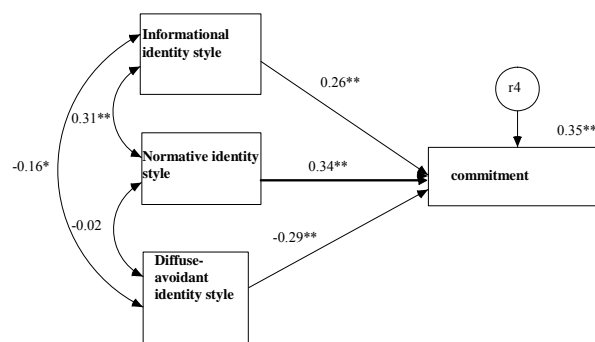 Informational
identity style
0.26**
r4
0.31**
0.35**
-0.16*
Normative identity
style
0.34**
commitment
-0.02
-0.29**
Diffuse-
avoidant
identity style